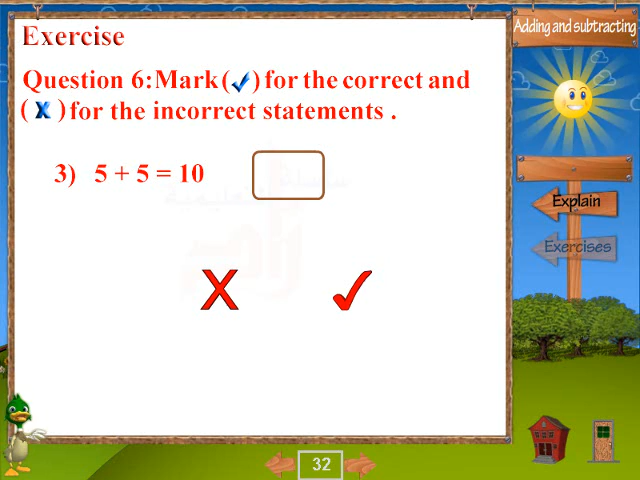 Exercise
Adding and subtracting
Question 6: Mark (✓) for the correct and
(X) for the incorrect statements .
3) 5 + 5 = 10
X ✓
Explain
Exercises
32